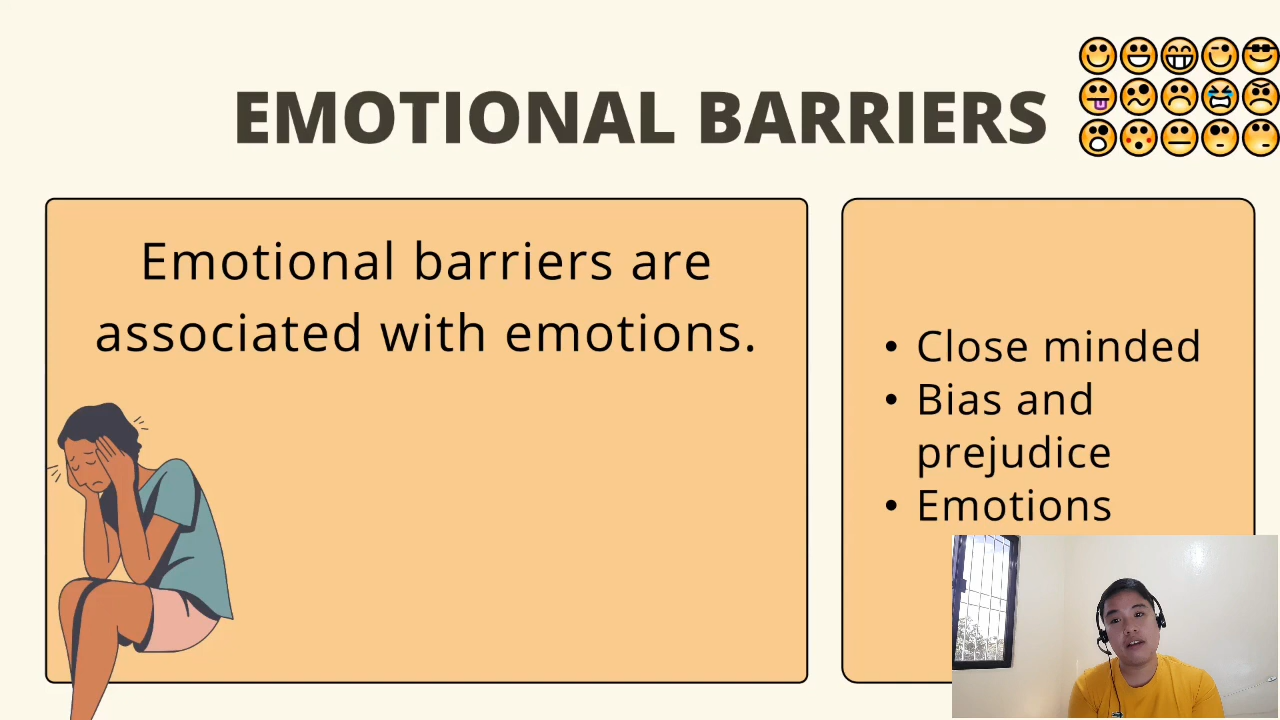 EMOTIONAL BARRIERS
Emotional barriers are
associated with emotions.
• Close minded
• Bias and
prejudice
• Emotions